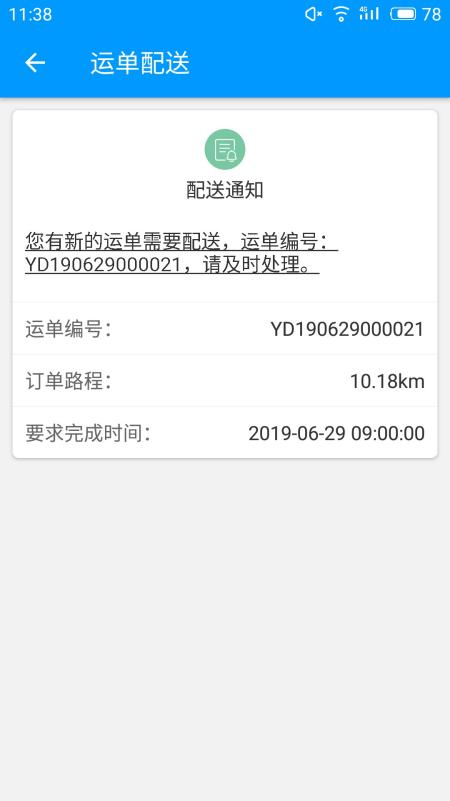 11:38
4G
78
运单配送
配送通知
您有新的运单需要配送，运单编号：
YD190629000021，请及时处理。
运单编号：
YD190629000021
订单路程：
10.18km
要求完成时间：
2019-06-29 09:00:00